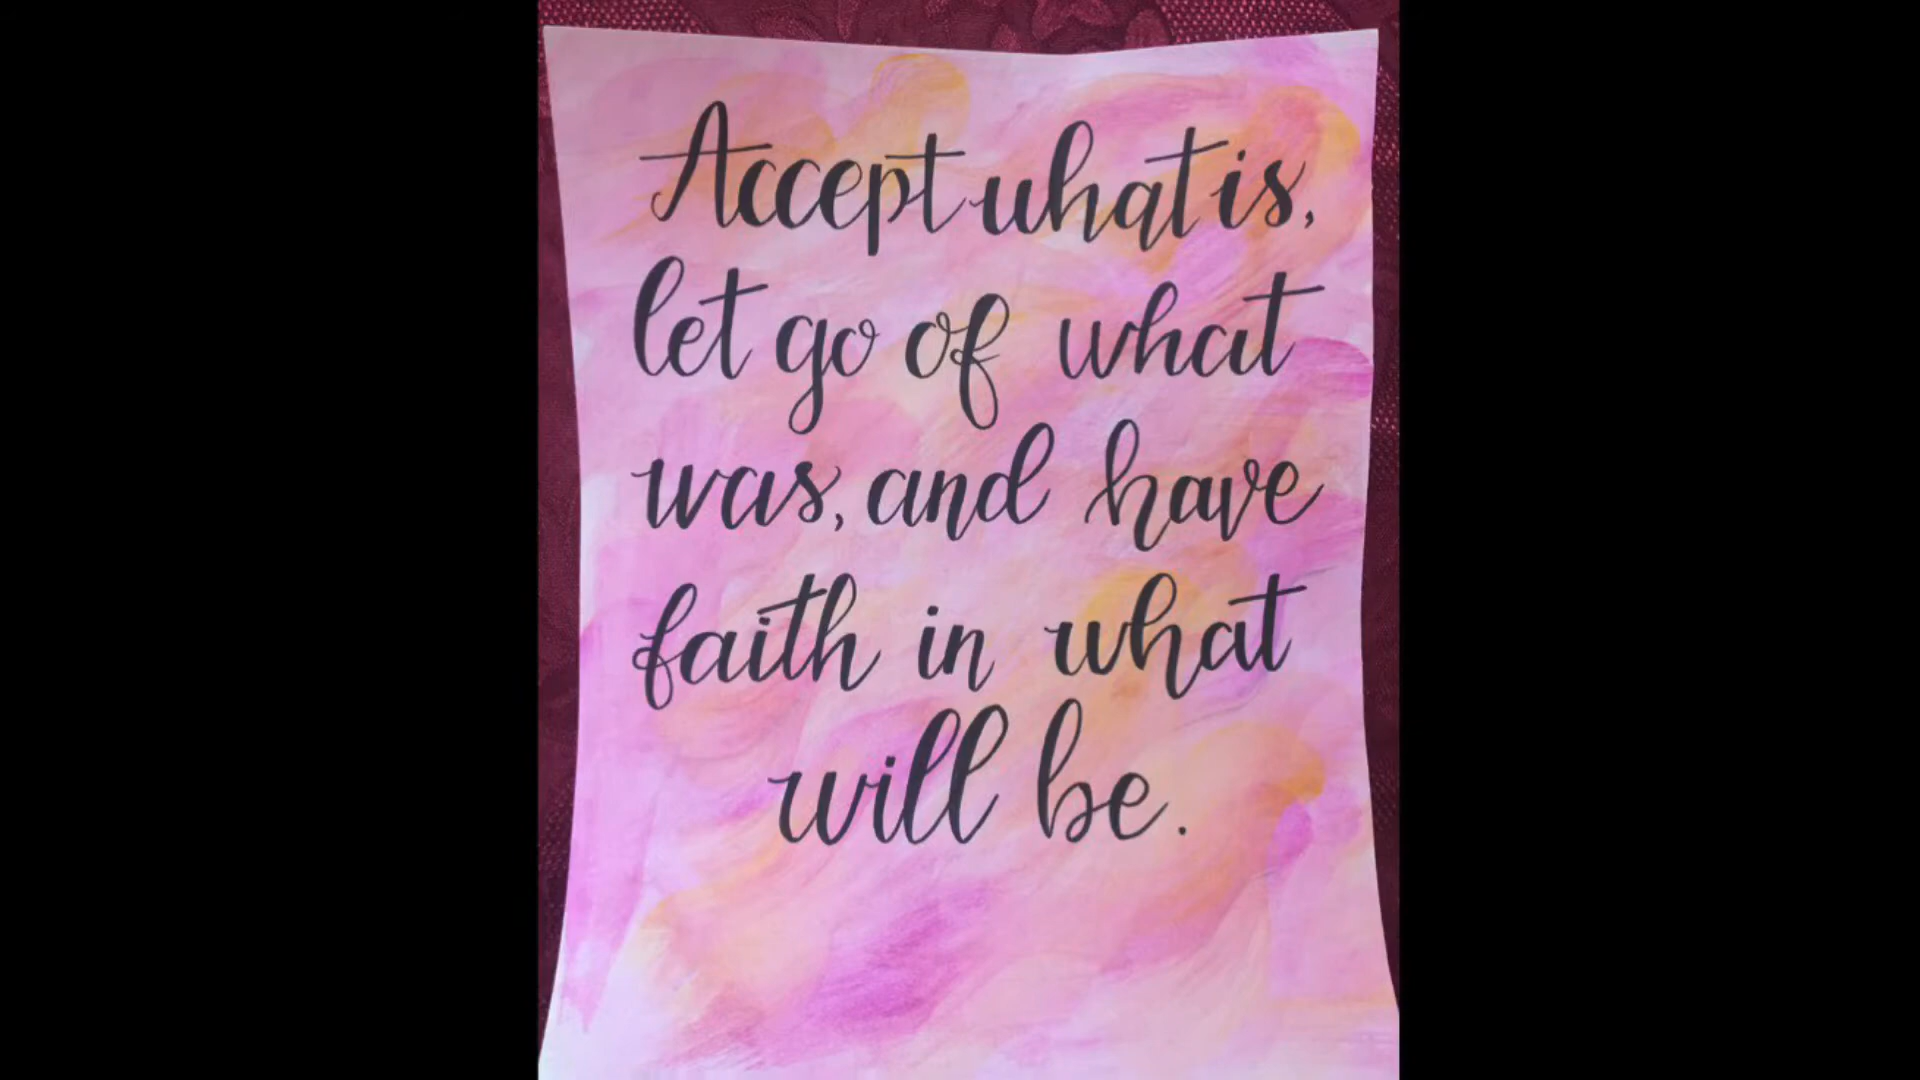 Accept what is,
let go of what
was, and have
faith in what
will be.